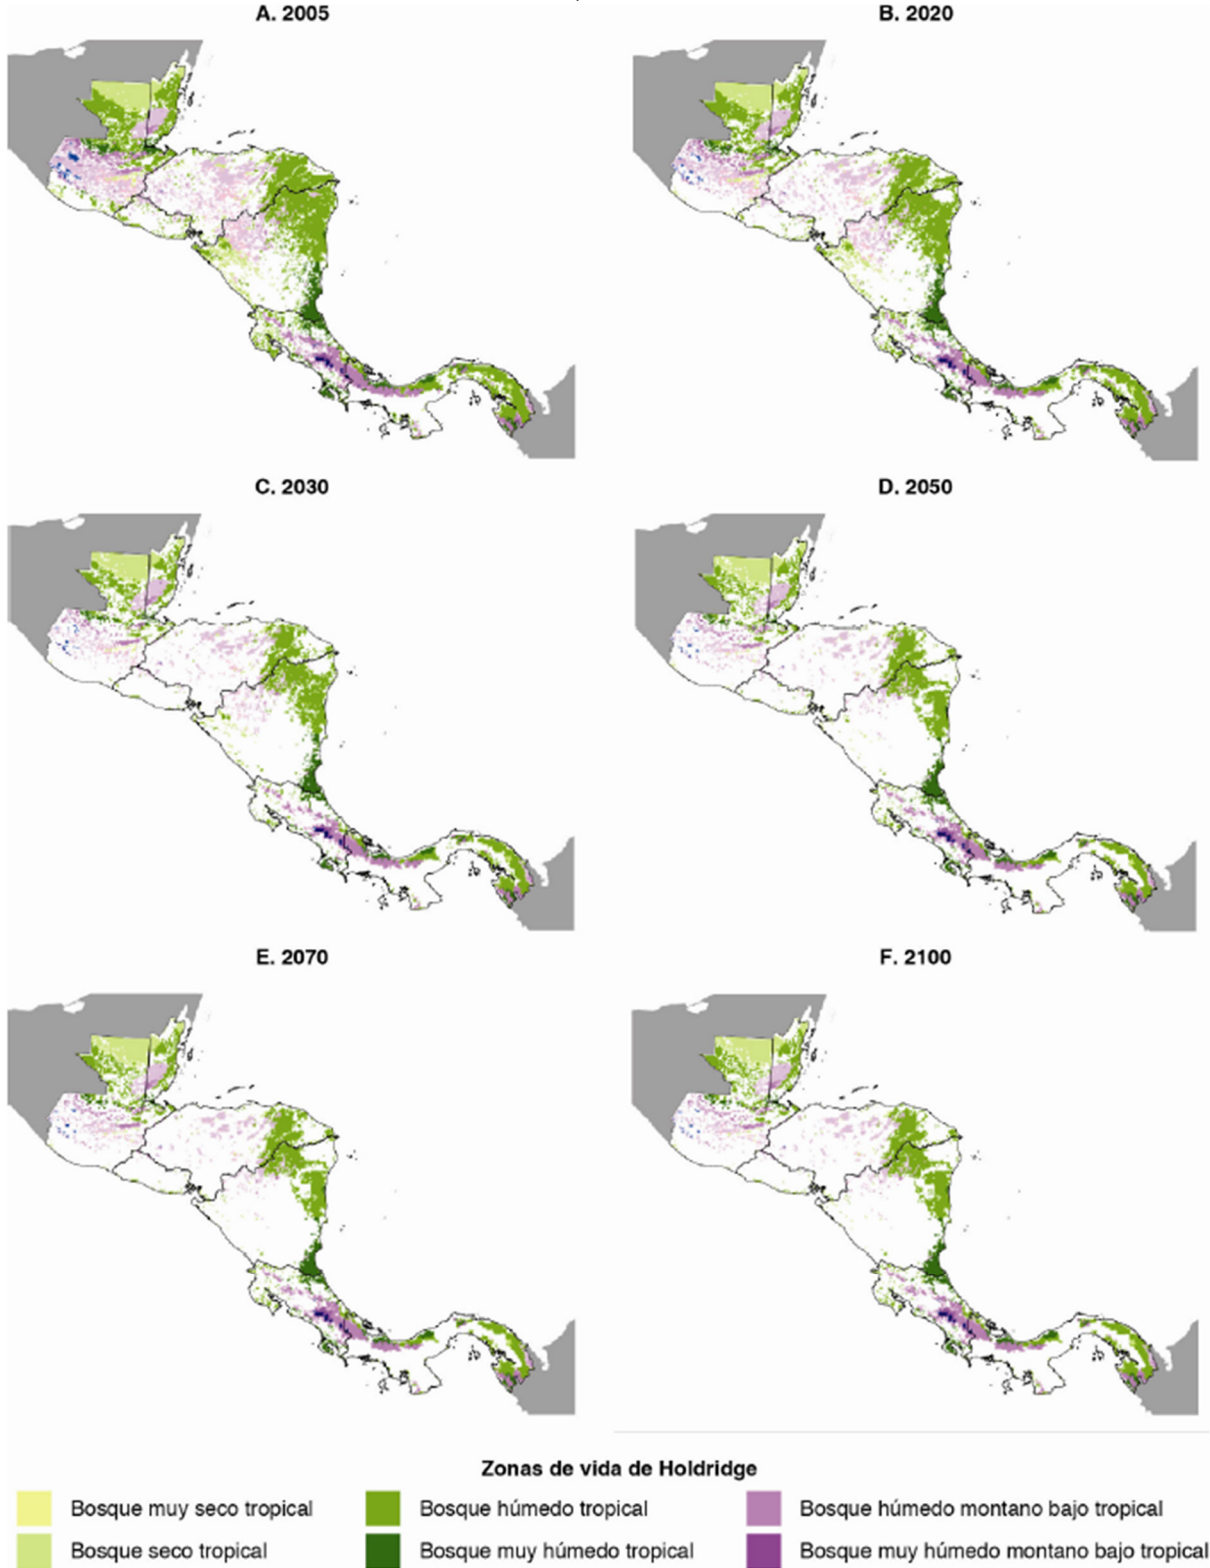 A. 2005
B. 2020
C. 2030
D. 2050
E. 2070
F. 2100
Zonas de vida de Holdridge
Bosque muy seco tropical
Bosque húmedo tropical
Bosque húmedo montano bajo tropical
Bosque seco tropical
Bosque muy húmedo tropical
Bosque muy húmedo montano bajo tropical